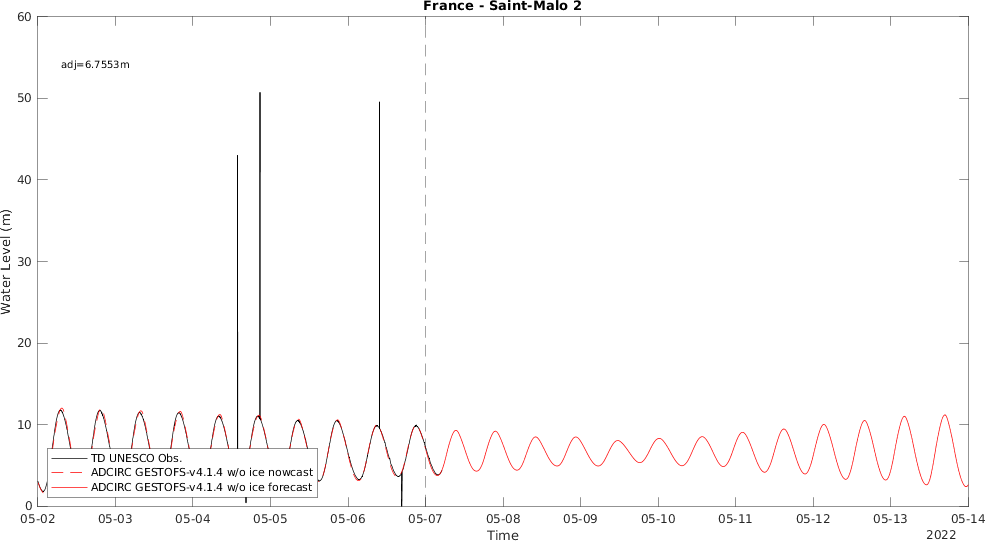 France - Saint-Malo 2
60
adj=6.7553m
50
40
30
20
10
0
Water Level (m)
TD UNESCO Obs.
ADCIRC GESTOFS-v4.1.4 w/o ice nowcast
ADCIRC GESTOFS-v4.1.4 w/o ice forecast
05-02 05-03 05-04 05-05 05-06 05-07 05-08 05-09 05-10 05-11 05-12 05-13 05-14
Time
2022